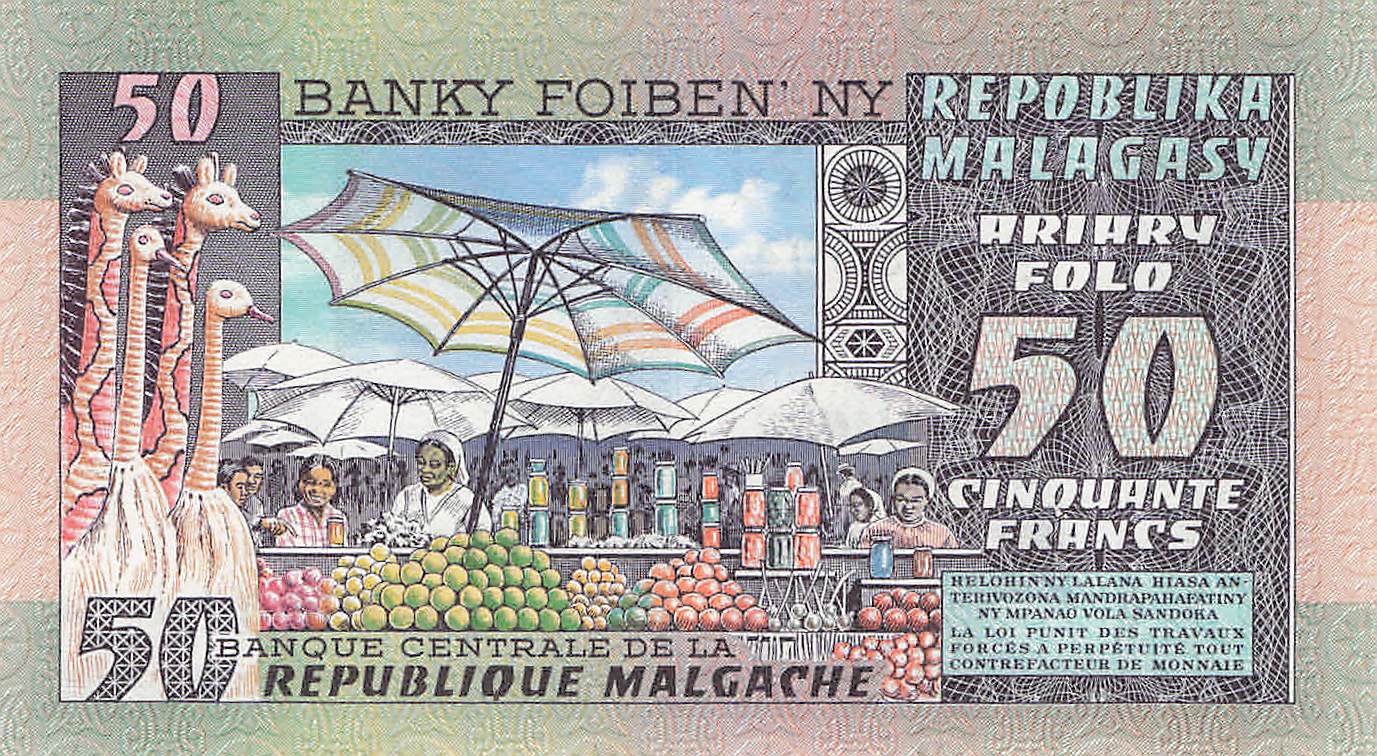 50
BANKY FOIBEN' NY
REPOBLIKA
MALAGASY
ARIARY
FOLO
50
CINQUANTE
FRANCS
HELOHIN'NY LALANA HIASA AN-
TERIVOZONA MANDRAPAHAFATINY
NY MPANAO VOLA SANDOKA
LA LOI PUNIT DES TRAVAUX
FORCÉS A PERPÉTUITÉ TOUT
CONTREFACTEUR DE MONNAIE
50
BANQUE CENTRALE DE LA
RÉPUBLIQUE MALGACHE